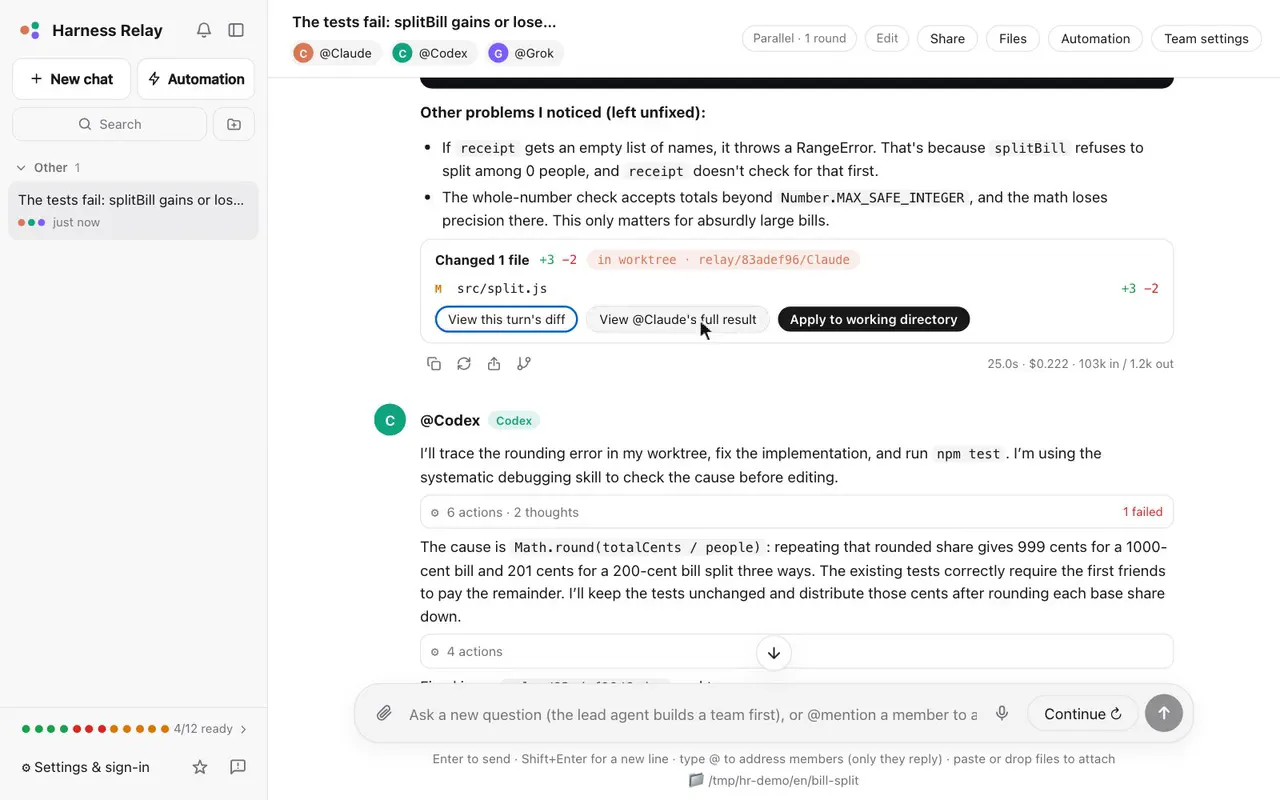 Harness Relay
New chat
Automation
Search
Other 1
The tests fail: splitBill gains or los...
just now
4/12 ready
Settings & sign-in
The tests fail: splitBill gains or lose...
C @Claude
C @Codex
G @Grok
Parallel · 1 round
Edit
Share
Files
Automation
Team settings
Other problems I noticed (left unfixed):
• If receipt gets an empty list of names, it throws a RangeError. That's because splitBill refuses to
split among 0 people, and receipt doesn't check for that first.
• The whole-number check accepts totals beyond Number.MAX_SAFE_INTEGER , and the math loses
precision there. This only matters for absurdly large bills.
Changed 1 file +3 −2 in worktree · relay/83adef96/Claude
M src/split.js +3 −2
View this turn's diff
View @Claude's full result
Apply to working directory
25.0s · $0.222 · 103k in / 1.2k out
C @Codex Codex
I’ll trace the rounding error in my worktree, fix the implementation, and run npm test . I’m using the
systematic debugging skill to check the cause before editing.
6 actions · 2 thoughts 1 failed
The cause is Math.round(totalCents / people) : repeating that rounded share gives 999 cents for a 1000-
cent bill and 201 cents for a 200-cent bill split three ways. The existing tests correctly require the first friends
to pay the remainder. I’ll keep the tests unchanged and distribute those cents after rounding each base share
down.
4 actions
Ask a new question (the lead agent builds a team first), or @mention a member to a
Continue
Enter to send · Shift+Enter for a new line · type @ to address members (only they reply) · paste or drop files to attach
/tmp/hr-demo/en/bill-split